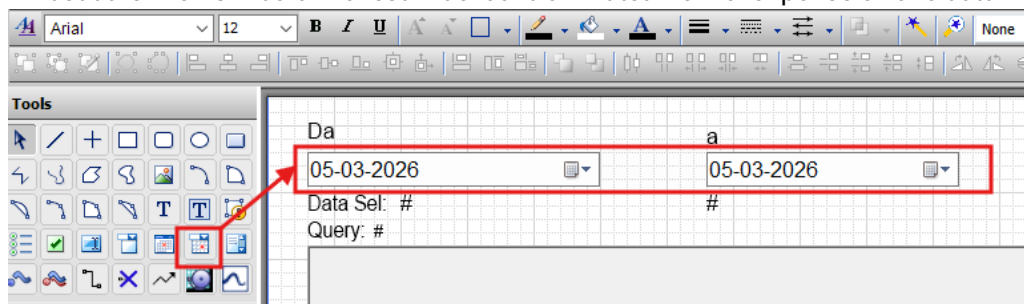 Arial 12 B I U A A A None
Tools
Da a
05-03-2026 05-03-2026
Data Sel: # #
Query: #